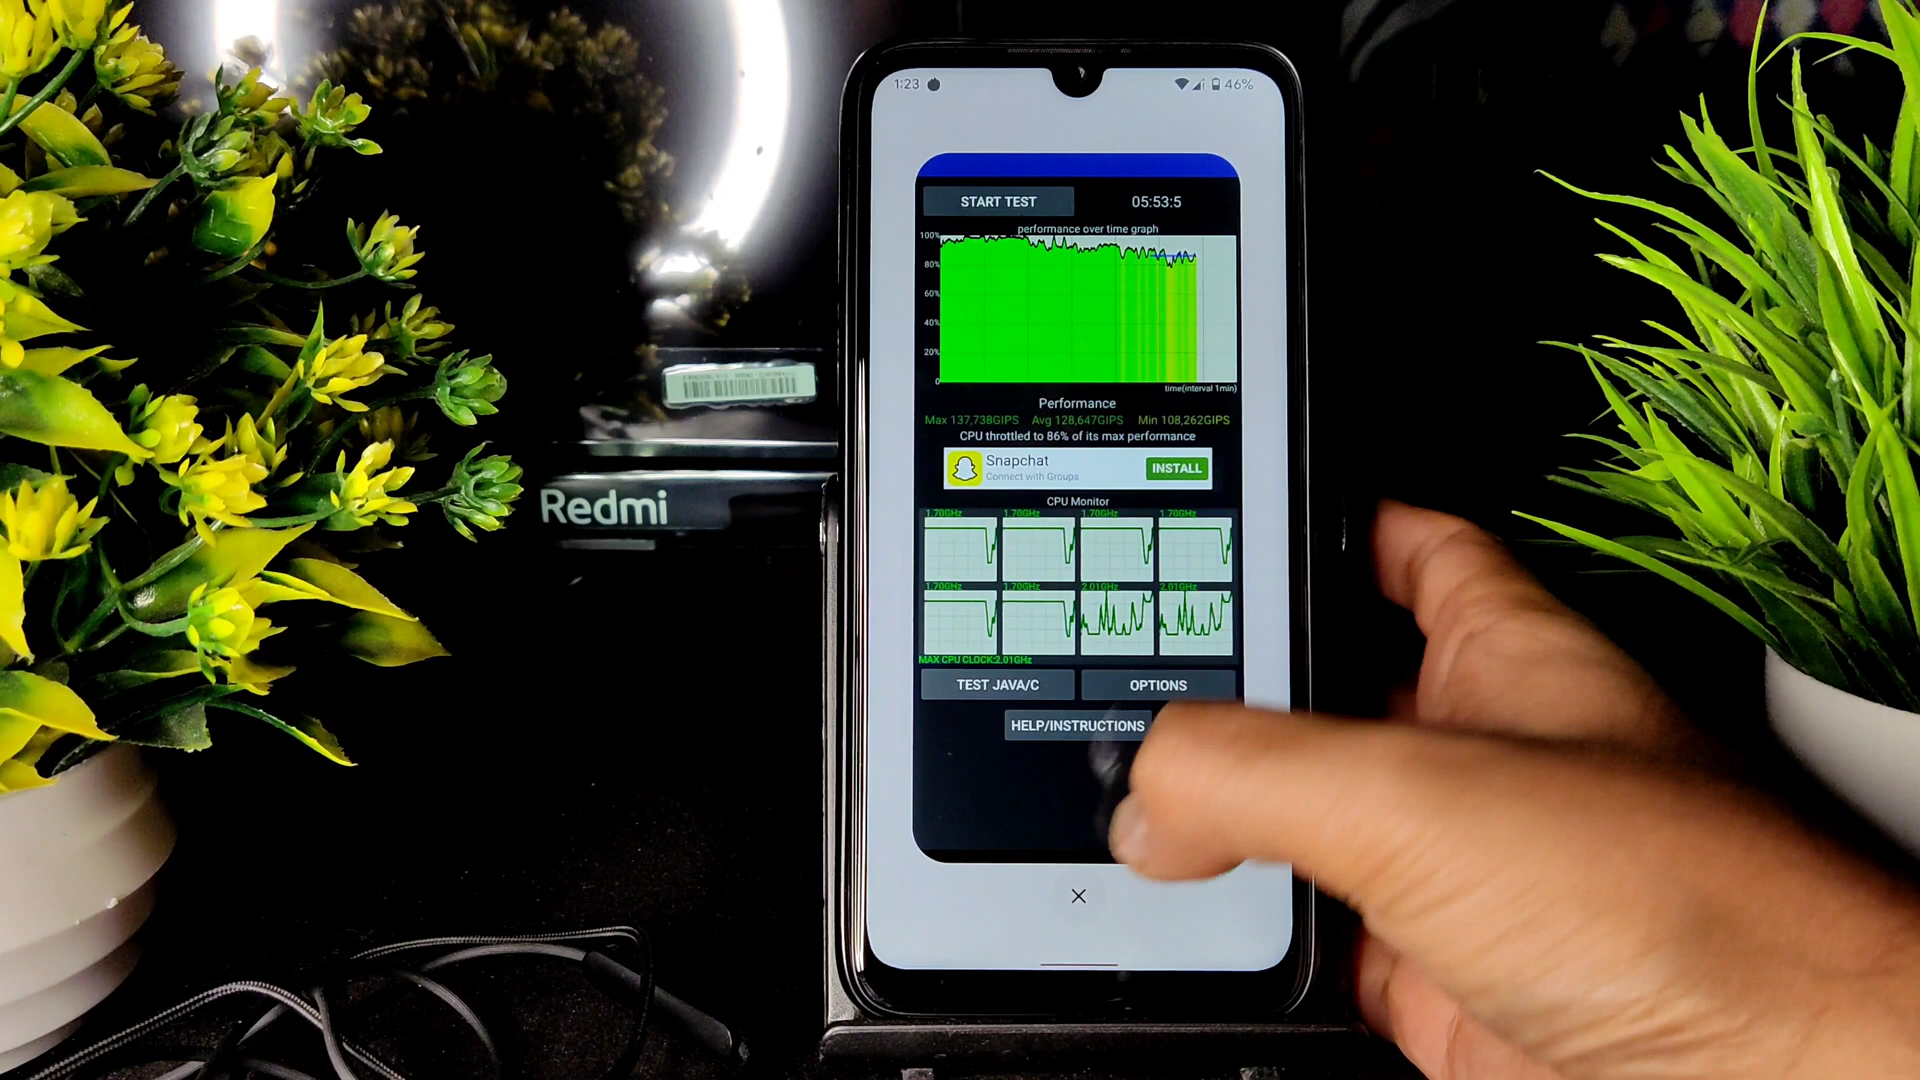 1:23 46%
START TEST 05:53:5
performance over time graph
100%
80%
60%
40%
20%
0
time(interval 1min)
Performance
Max 137,738GIPS Avg 128,647GIPS Min 108,262GIPS
CPU throttled to 86% of its max performance
Snapchat
Connect with Groups
INSTALL
CPU Monitor
1.70GHz 1.70GHz 1.70GHz 1.70GHz
1.70GHz 1.70GHz 2.01GHz 2.01GHz
MAX CPU CLOCK:2.01GHz
TEST JAVA/C OPTIONS
HELP/INSTRUCTIONS
Redmi